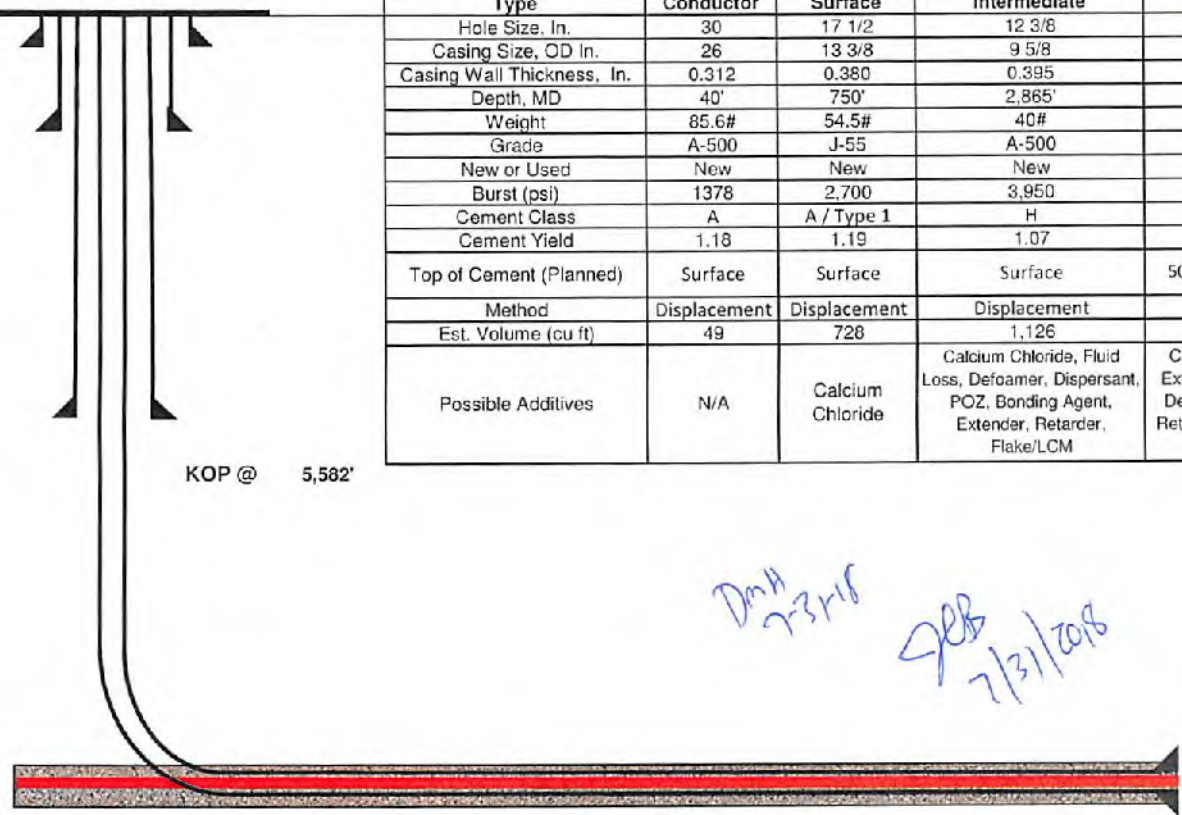 Type Conductor Surface Intermediate
Hole Size, In. 30 17 1/2 12 3/8
Casing Size, OD In. 26 13 3/8 9 5/8
Casing Wall Thickness, In. 0.312 0.380 0.395
Depth, MD 40' 750' 2,865'
Weight 85.6# 54.5# 40#
Grade A-500 J-55 A-500
New or Used New New New
Burst (psi) 1378 2,700 3,950
Cement Class A A / Type 1 H
Cement Yield 1.18 1.19 1.07
Top of Cement (Planned) Surface Surface Surface 50
Method Displacement Displacement Displacement
Est. Volume (cu ft) 49 728 1,126
Possible Additives N/A Calcium Chloride Calcium Chloride, Fluid
Loss, Defoamer, Dispersant,
POZ, Bonding Agent,
Extender, Retarder,
Flake/LCM
C
Ex
De
Ret
KOP @ 5,582'
DmH
7-31-18
JCB
7/31/2018